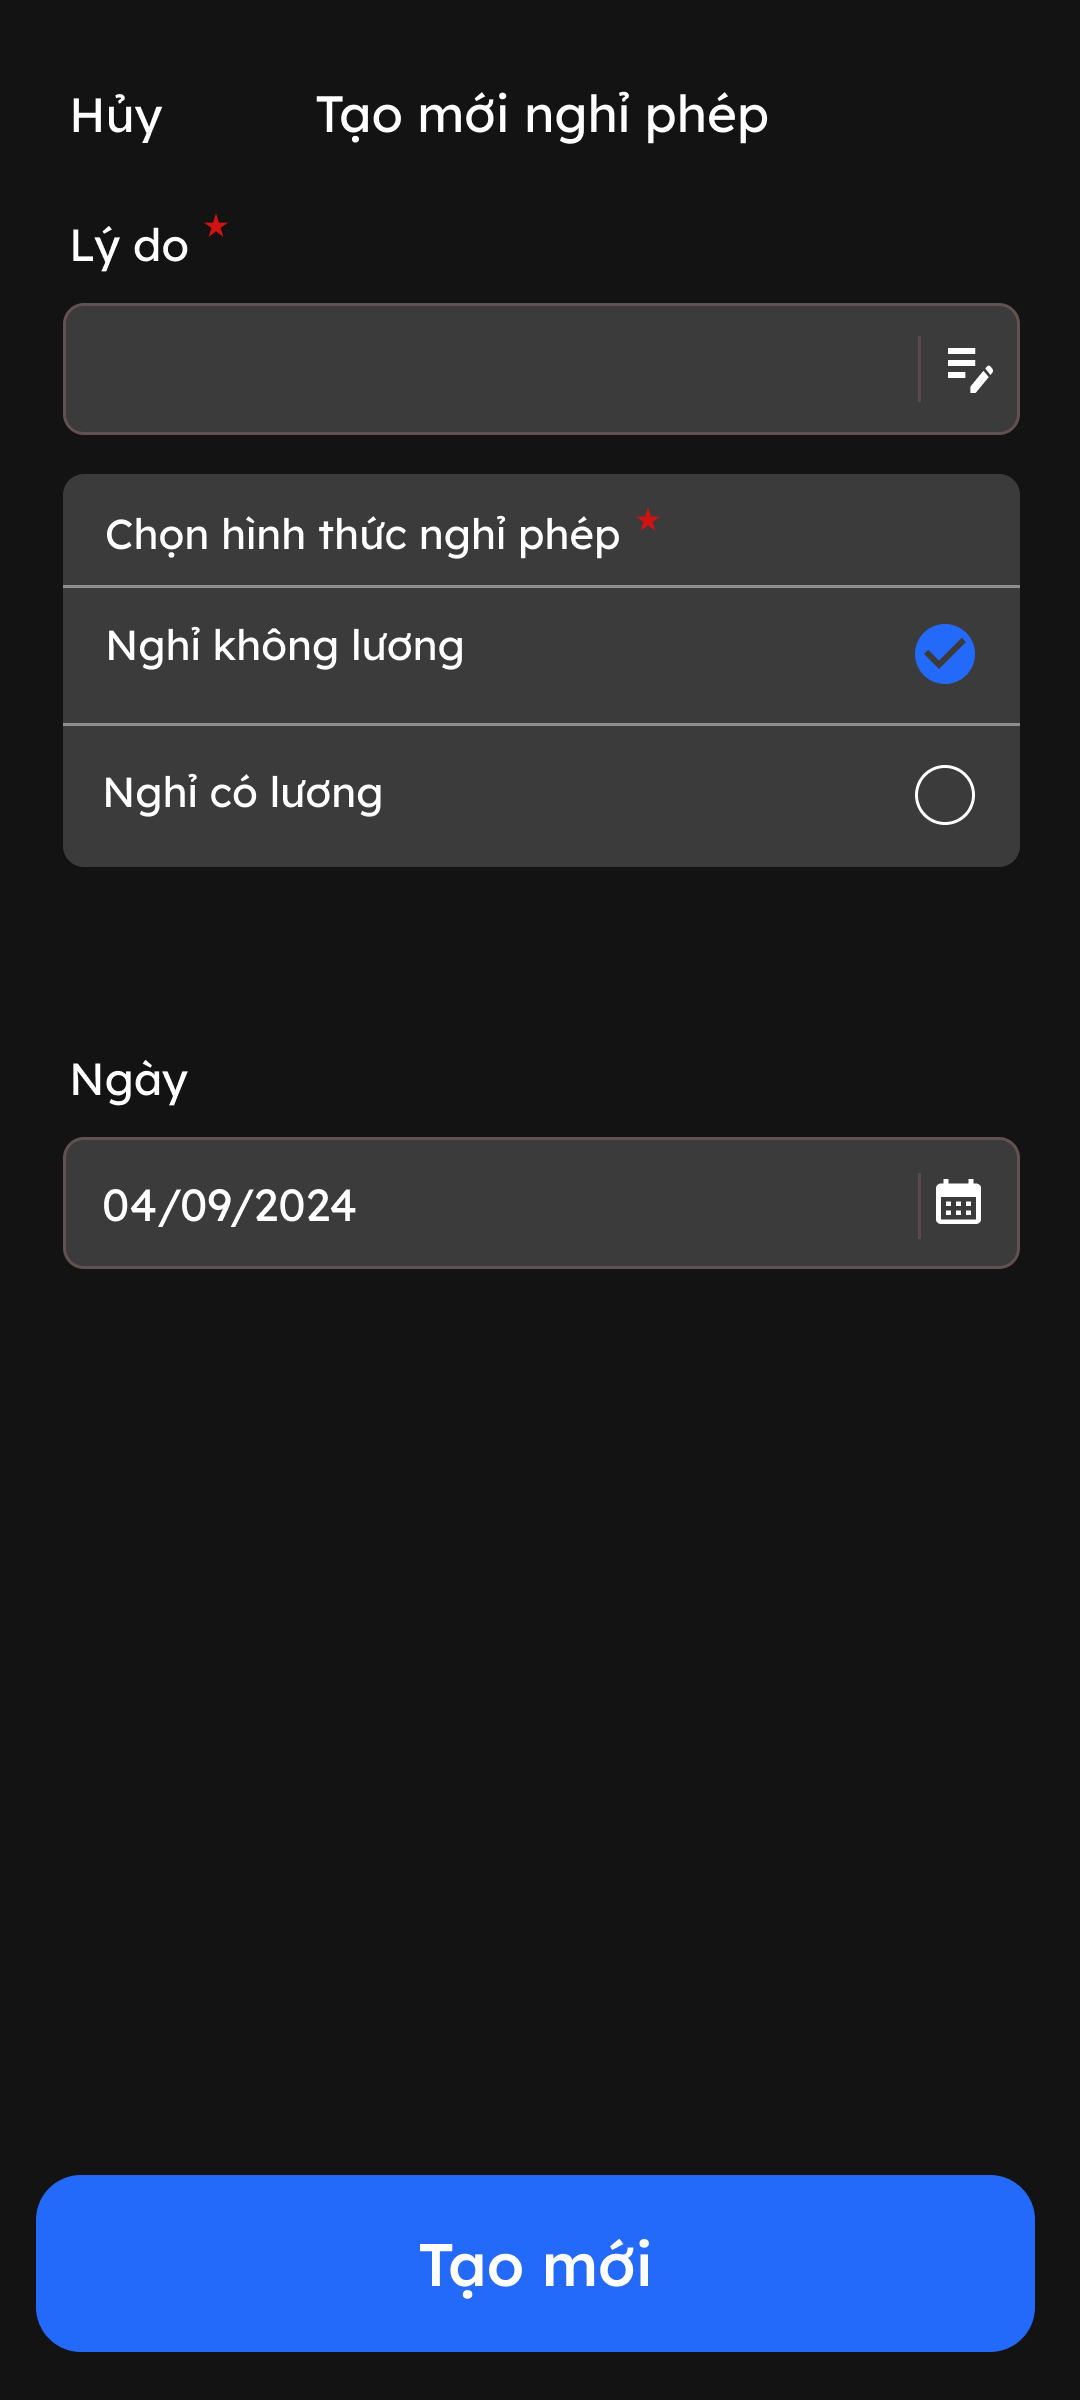 Hủy
Tạo mới nghỉ phép
Lý do ★
Chọn hình thức nghỉ phép ★
Nghỉ không lương
Nghỉ có lương
Ngày
04/09/2024
Tạo mới